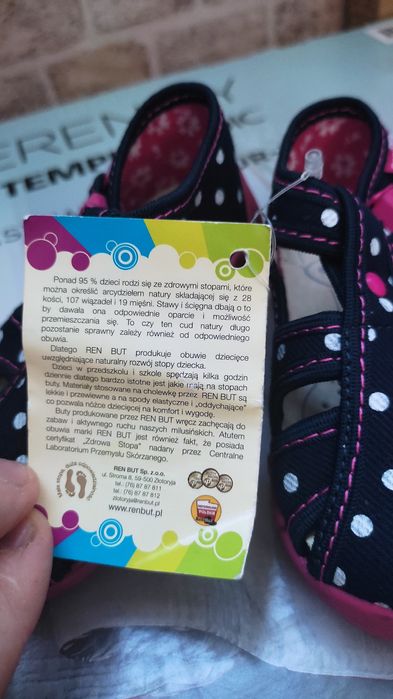 TEMP
Ponad 95 % dzieci rodzi się ze zdrowymi stopami, które
można określić arcydziełem natury składającej się z 28
kości, 107 wiązadeł i 19 mięśni. Stawy i ścięgna dbają o to
by dawała ona odpowiednie oparcie i możliwość
przemieszczania się. To czy ten cud natury długo
pozostanie sprawny zależy również od odpowiedniego
obuwia.
Dlatego REN BUT produkuje obuwie dziecięce
uwzględniające naturalny rozwój stopy dziecka.
Dzieci w przedszkolu i szkole spędzają kilka godzin
dziennie dlatego bardzo istotne jest jakie mają na stopach
buty. Materiały stosowane na cholewkę przez REN BUT są
lekkie i przewiewne a na spody elastyczne i „oddychające"
co pozwala nóżce dziecięcej na komfort i wygodę.
Buty produkowane przez REN BUT wręcz zachęcają do
zabaw i aktywnego ruchu naszych milusińskich. Atutem
obuwia marki REN BUT jest również fakt, że posiada
certyfikat „Zdrowa Stopa" nadany przez Centralne
Laboratorium Przemysłu Skórzanego.
REN BUT Sp. z o.o.
ul. Stroma 8, 59-500 Złotoryja
tel.: (76) 87 87 811
tel.: (76) 87 87 812
złotoryja@renbut.pl
www.renbut.pl